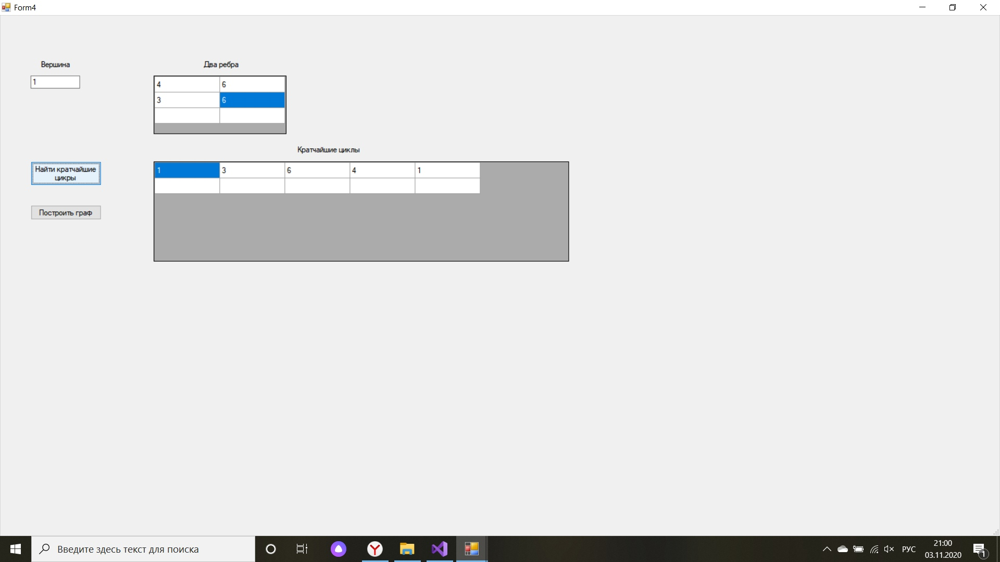 Form4
Вершина
Два ребра
1
4 6
3 6
Кратчайшие циклы
Найти кратчайшие
цикры
1 3 6 4 1
Построить граф
Введите здесь текст для поиска
РУС
21:00
03.11.2020
1